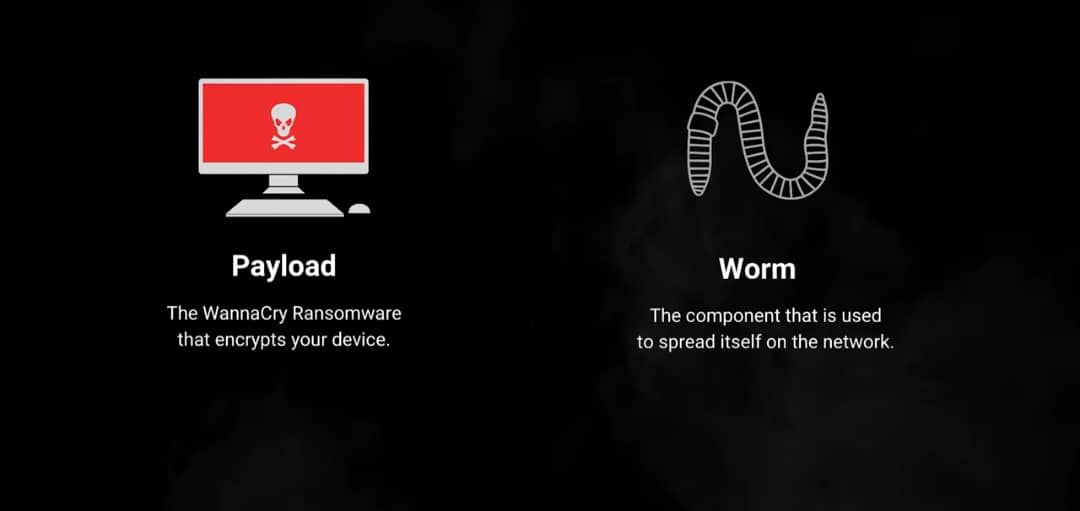 Payload
The WannaCry Ransomware
that encrypts your device.
Worm
The component that is used
to spread itself on the network.